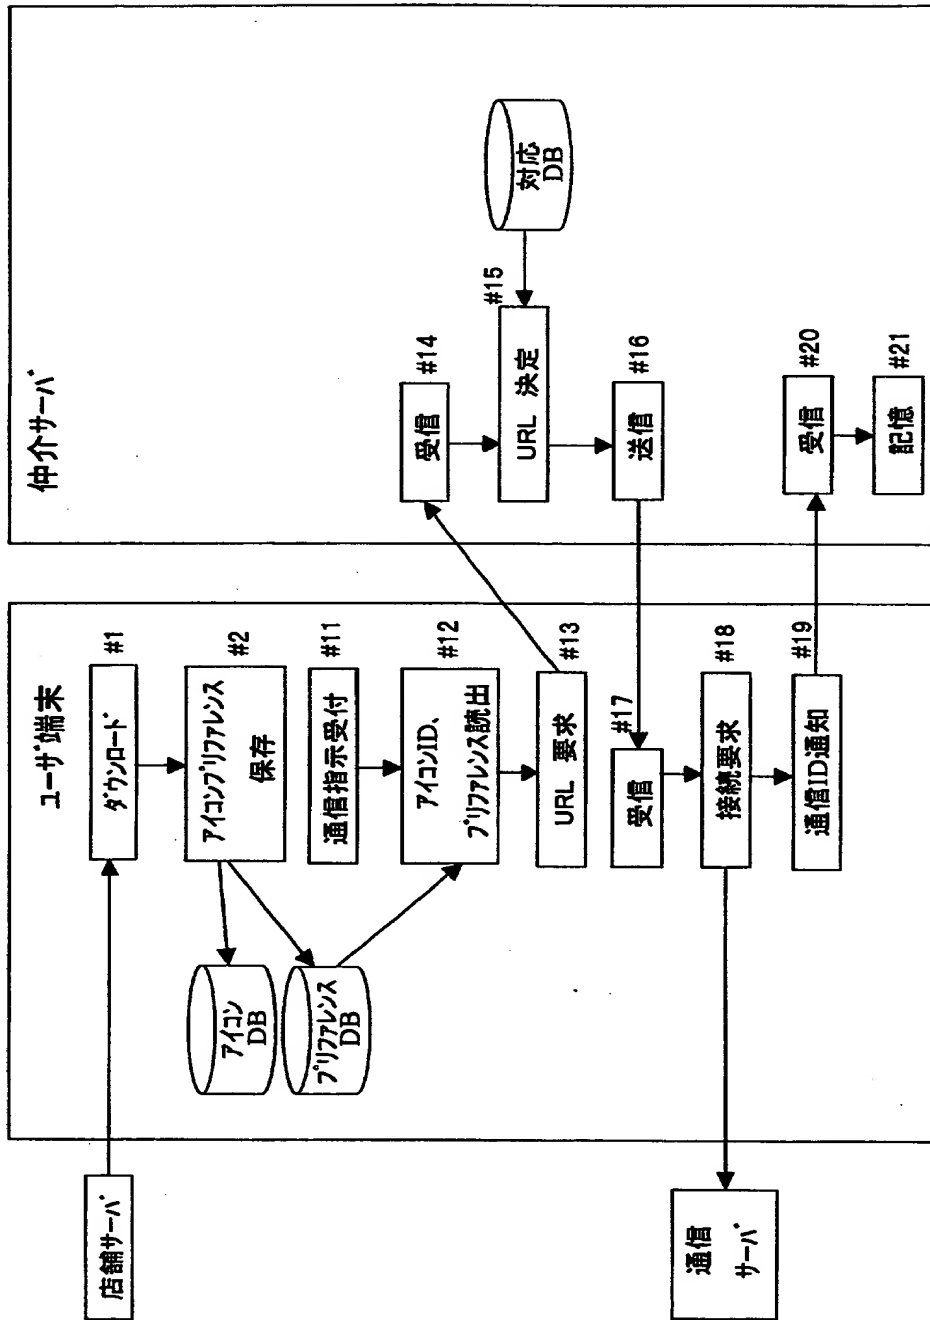 店舗サーバ
通信
サーバ
ユーザ端末
ダウンロード
#1
アイコンプリファレンス
保存
#2
アイコン
DB
プリファレンス
DB
通信指示受付
#11
アイコンID、
プリファレンス読出
#12
URL 要求
#13
受信
#17
接続要求
#18
通信ID通知
#19
仲介サーバ
受信
#14
URL 決定
#15
対応
DB
送信
#16
受信
#20
記憶
#21